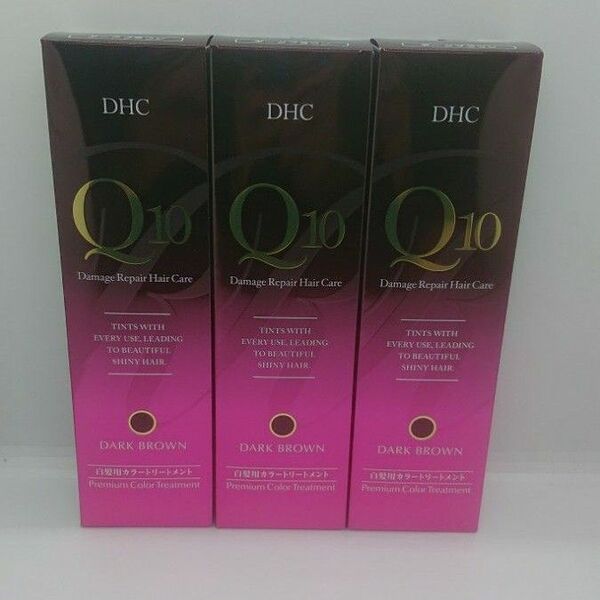 DHC
Q10
Damage Repair Hair Care
TINTS WITH
EVERY USE, LEADING
TO BEAUTIFUL
SHINY HAIR.
DARK BROWN
白髪用カラートリートメント
Premium Color Treatment
DHC
Q10
Damage Repair Hair Care
TINTS WITH
EVERY USE, LEADING
TO BEAUTIFUL
SHINY HAIR.
DARK BROWN
白髪用カラートリートメント
Premium Color Treatment
DHC
Q10
Damage Repair Hair Care
TINTS WITH
EVERY USE, LEADING
TO BEAUTIFUL
SHINY HAIR.
DARK BROWN
白髪用カラートリートメント
Premium Color Treatment